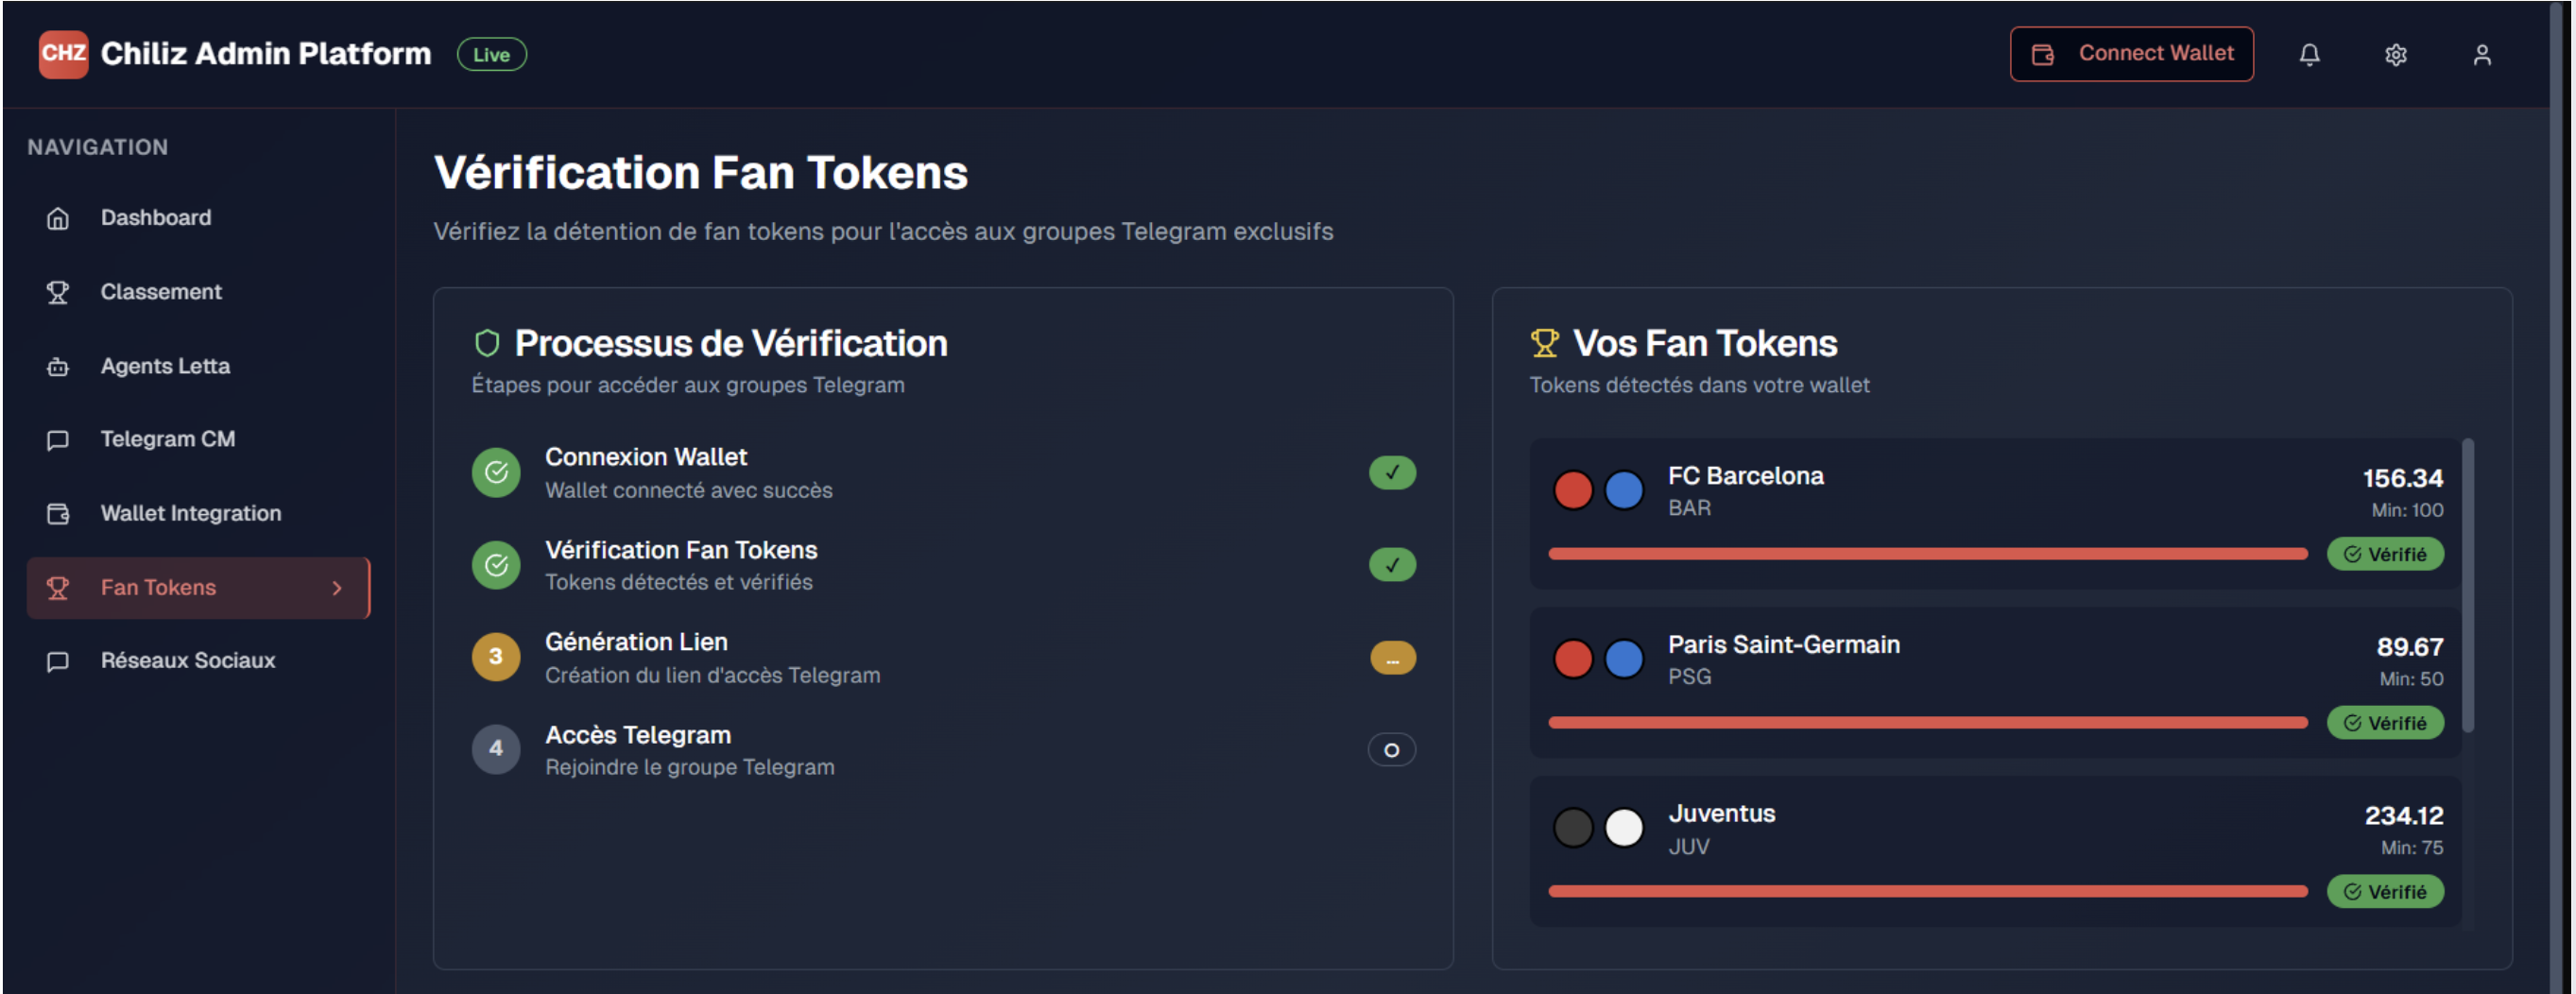 CHZ Chiliz Admin Platform Live
Connect Wallet
NAVIGATION
Dashboard
Classement
Agents Letta
Telegram CM
Wallet Integration
Fan Tokens
Réseaux Sociaux
Vérification Fan Tokens
Vérifiez la détention de fan tokens pour l'accès aux groupes Telegram exclusifs
Processus de Vérification
Étapes pour accéder aux groupes Telegram
Connexion Wallet
Wallet connecté avec succès
✓
Vérification Fan Tokens
Tokens détectés et vérifiés
✓
3
Génération Lien
Création du lien d'accès Telegram
...
4
Accès Telegram
Rejoindre le groupe Telegram
Vos Fan Tokens
Tokens détectés dans votre wallet
FC Barcelona
BAR
156.34
Min: 100
Vérifié
Paris Saint-Germain
PSG
89.67
Min: 50
Vérifié
Juventus
JUV
234.12
Min: 75
Vérifié